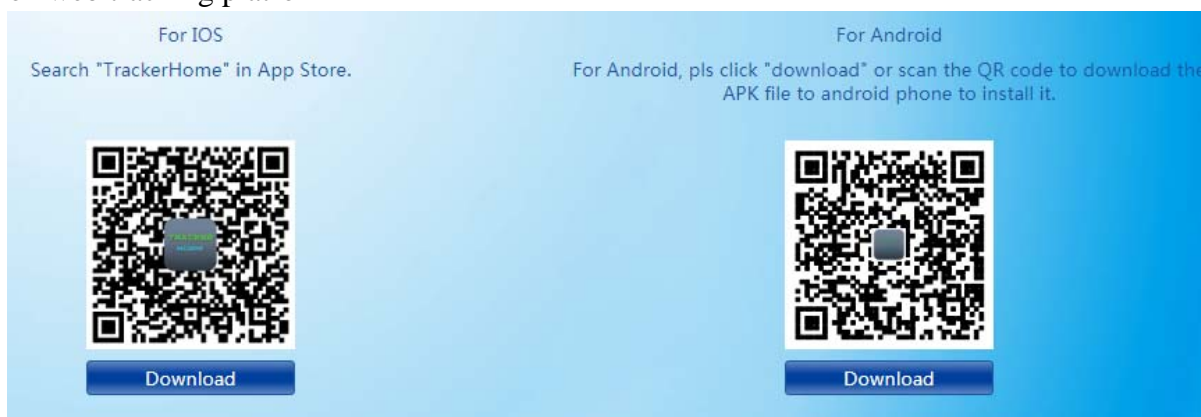 For IOS
Search "TrackerHome" in App Store.
TRACKER
Download
For Android
For Android, pls click "download" or scan the QR code to download the
APK file to android phone to install it.
Download